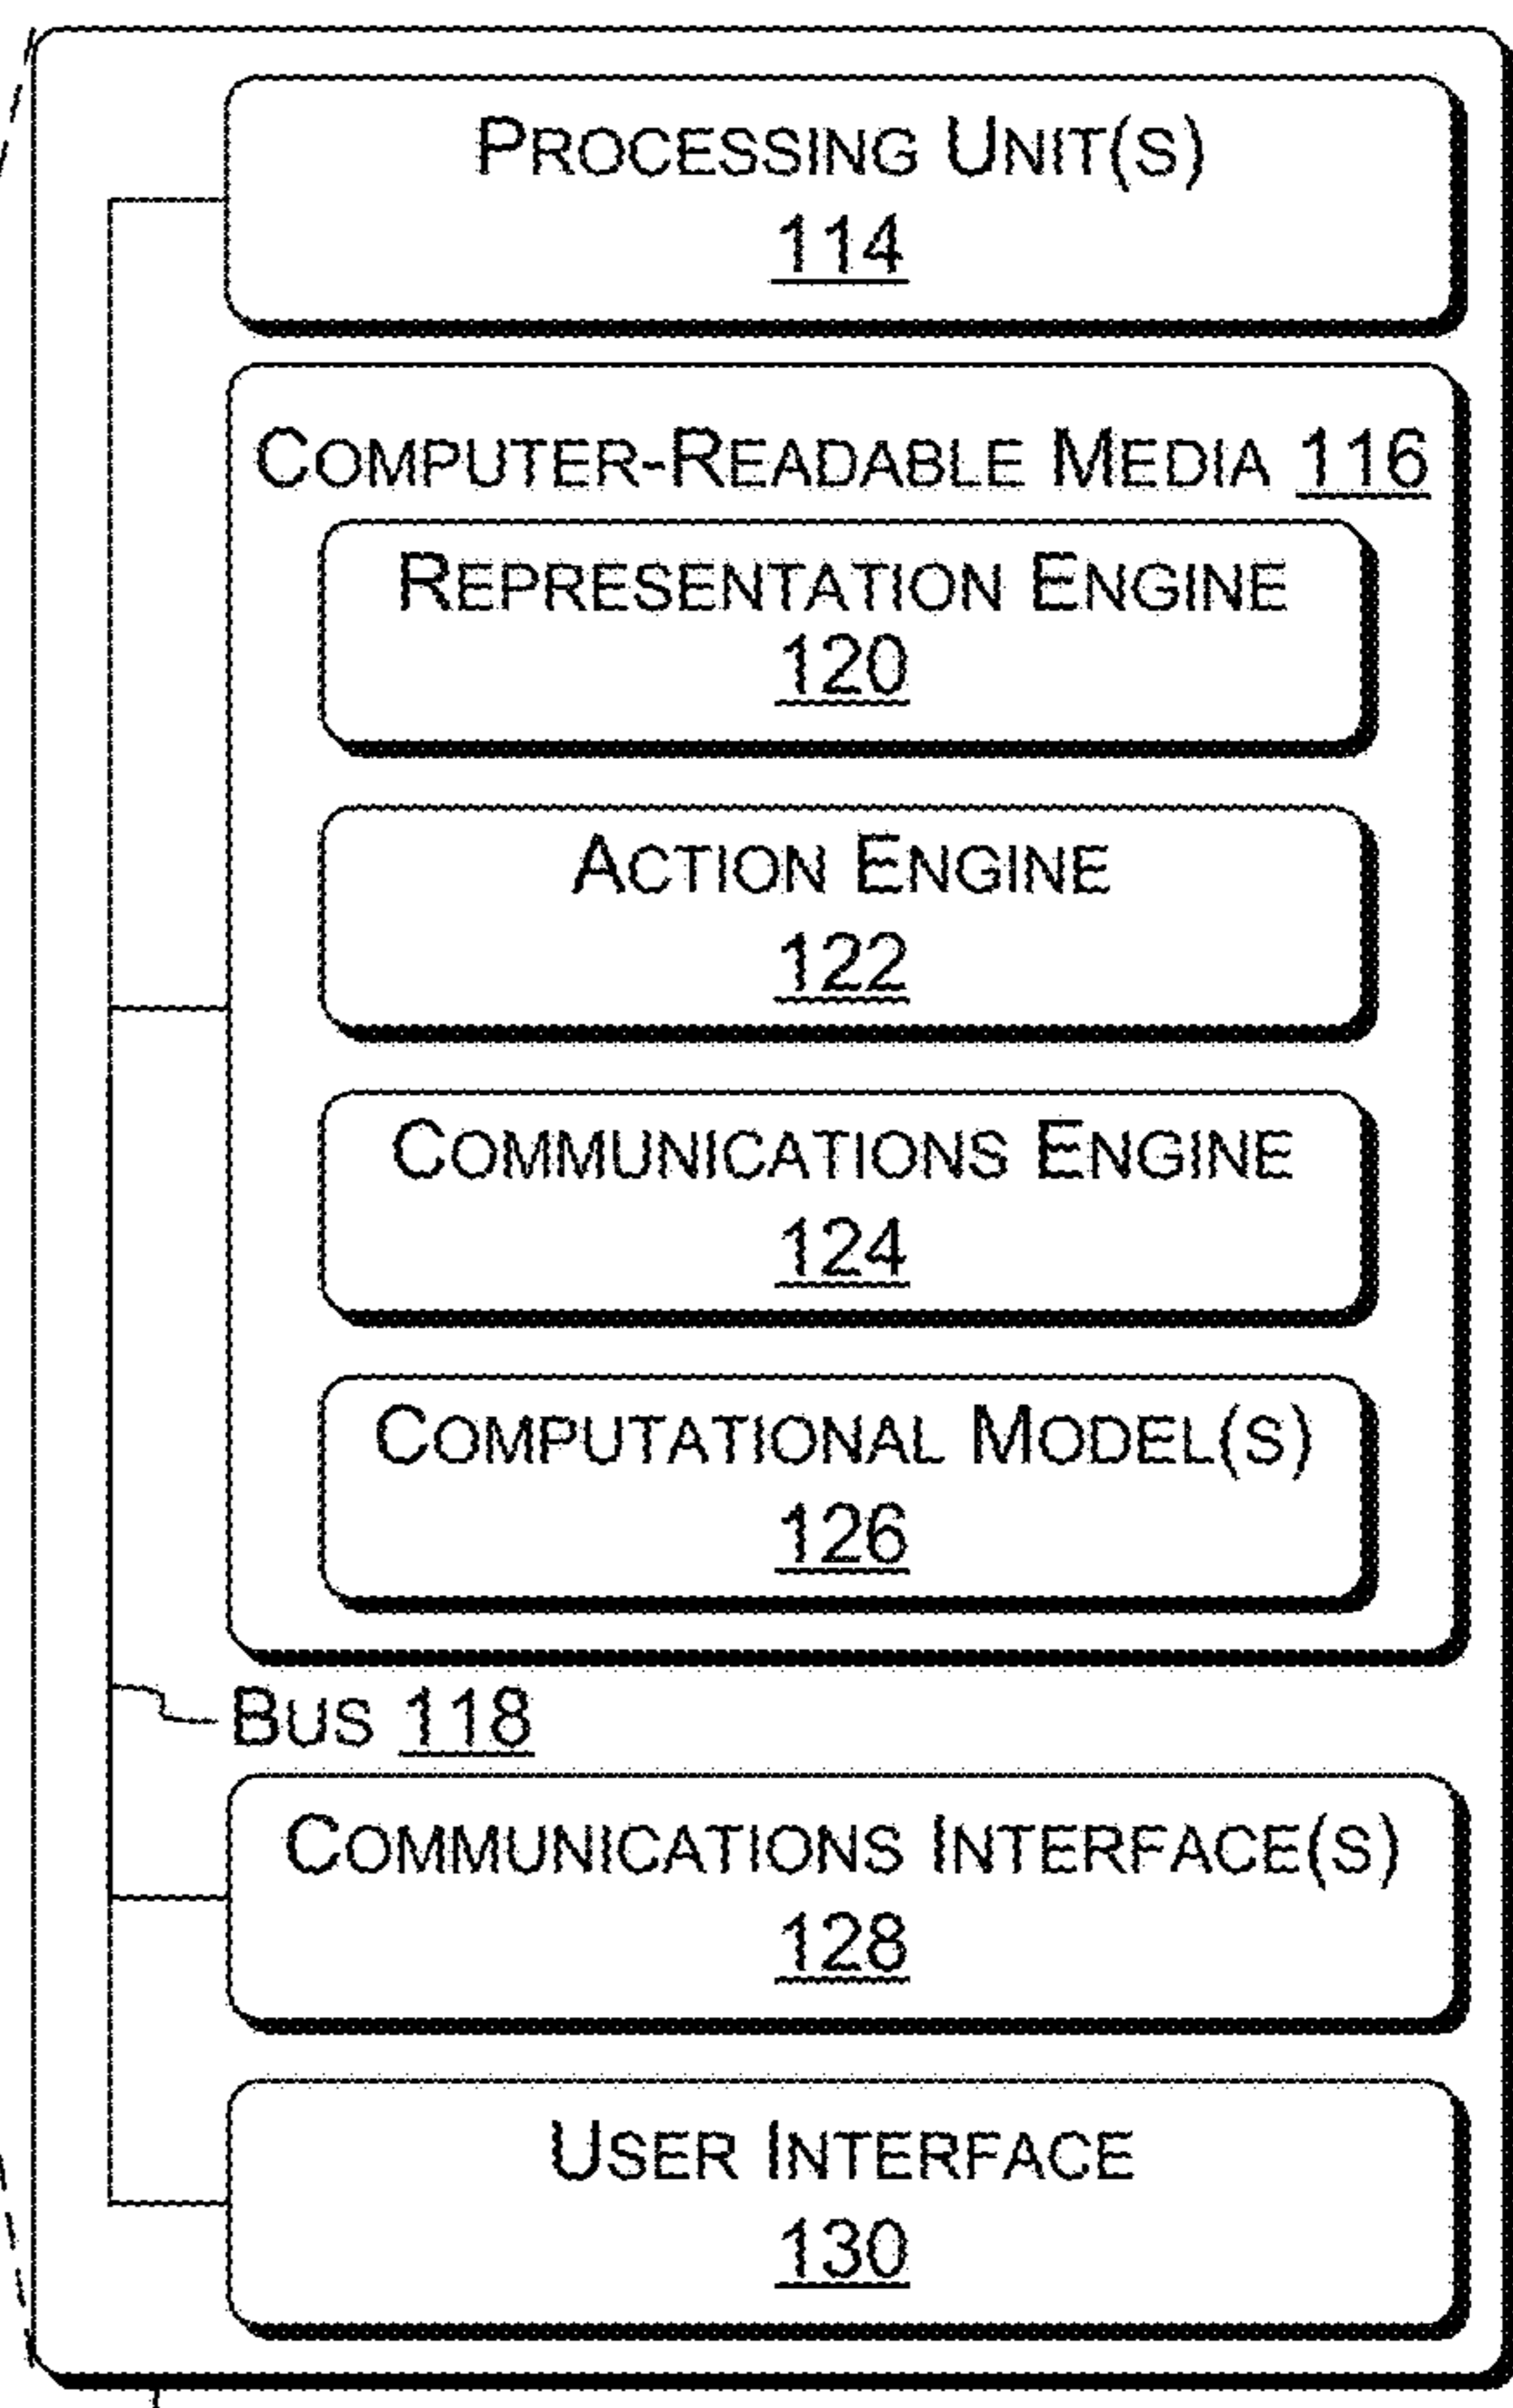 PROCESSING UNIT(S)
114
COMPUTER-READABLE MEDIA 116
REPRESENTATION ENGINE
120
ACTION ENGINE
122
COMMUNICATIONS ENGINE
124
COMPUTATIONAL MODEL(S)
126
BUS 118
COMMUNICATIONS INTERFACE(S)
128
USER INTERFACE
130